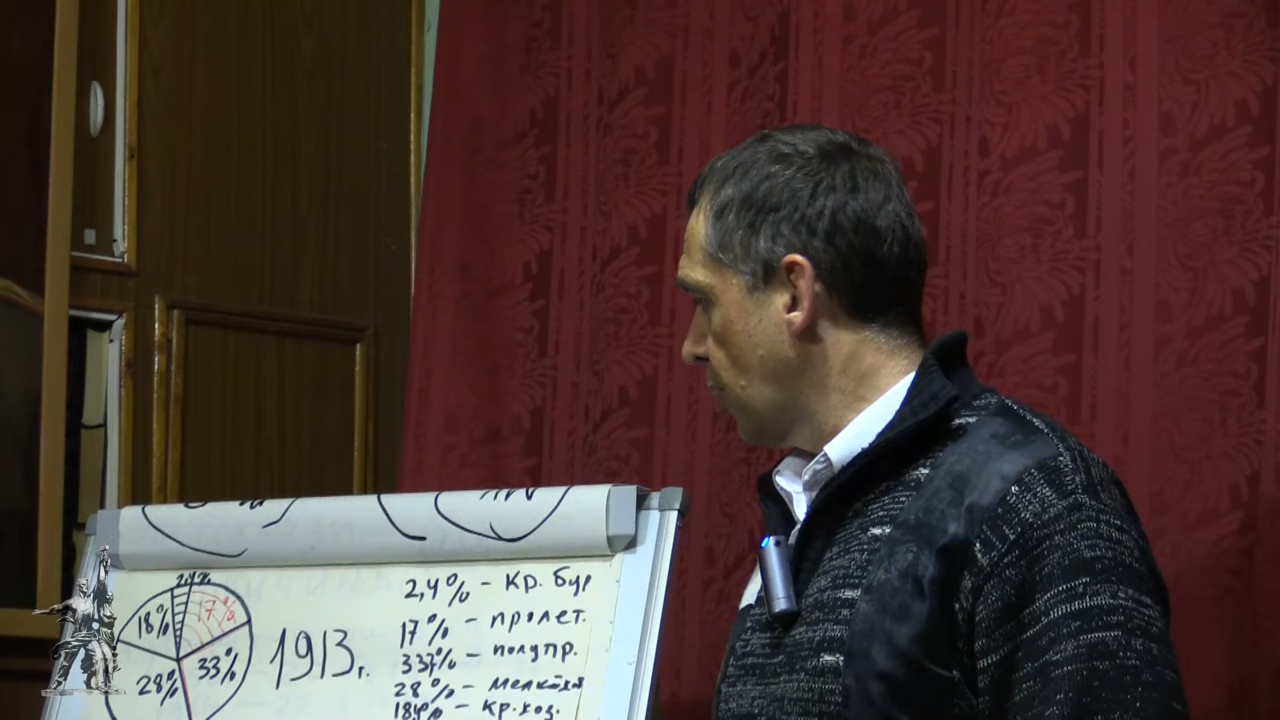 2,4%
17%
18%
33%
28%
1913г.
2,4% - Кр. бур
17% - пролет.
33% - полупр.
28% -
18% - кр. хоз.